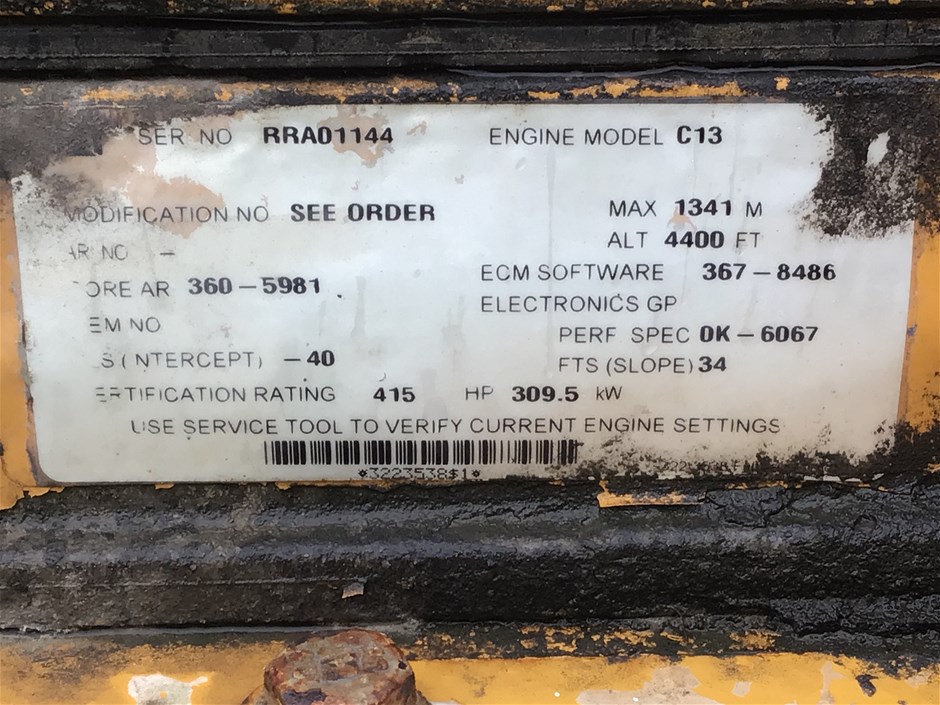 SER NO RRA01144 ENGINE MODEL C13
MODIFICATION NO SEE ORDER MAX 1341 M
AR NO – ALT 4400 FT
ORE AR 360–5981 ECM SOFTWARE 367–8486
ELECTRONICS GP
EM NO PERF SPEC 0K–6067
S (INTERCEPT) –40 FTS (SLOPE) 34
ERTIFICATION RATING 415 HP 309.5 kW
USE SERVICE TOOL TO VERIFY CURRENT ENGINE SETTINGS
*3223538$1*